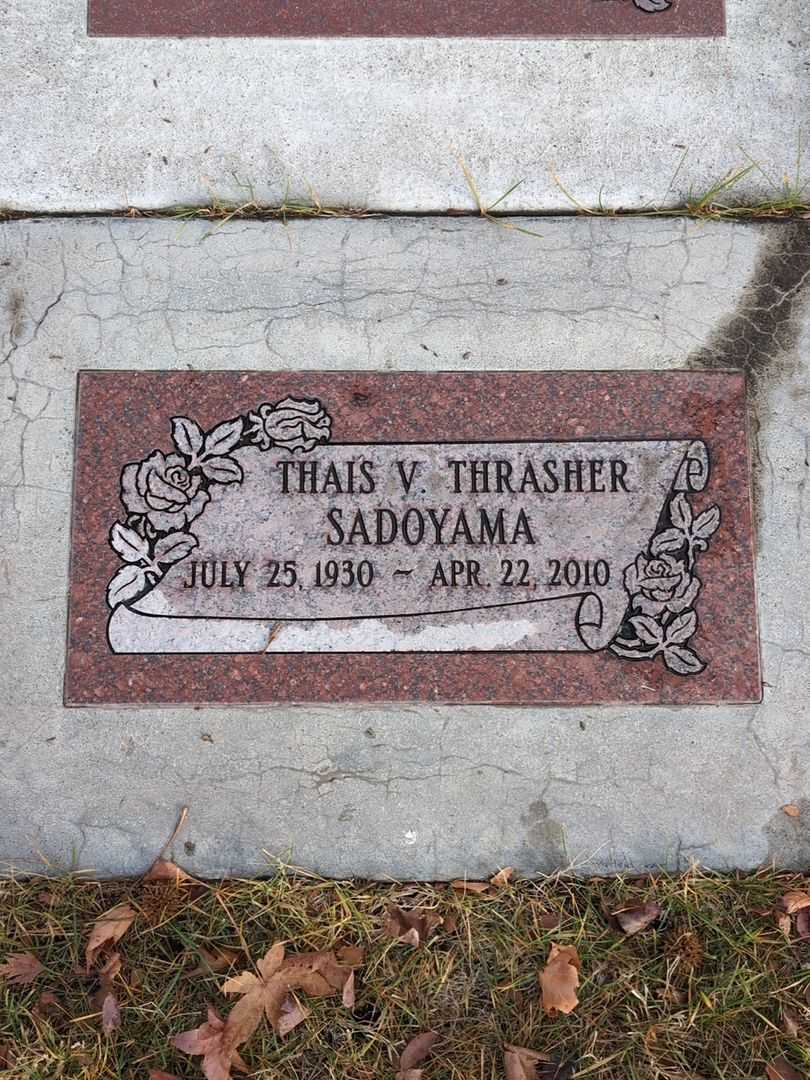 THAIS V. THRASHER
SADOYAMA
JULY 25, 1930 ~ APR. 22, 2010